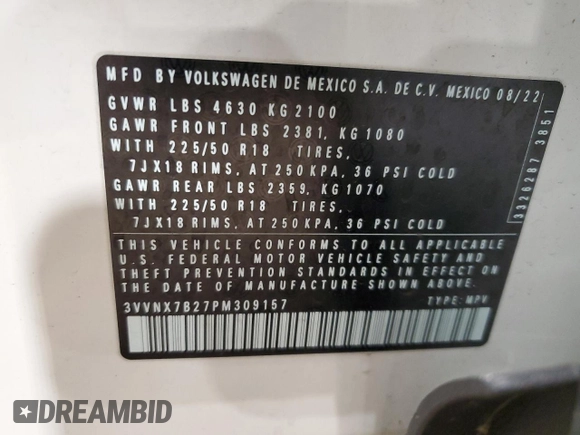 MFD BY VOLKSWAGEN DE MEXICO S.A. DE C.V. MEXICO 08/22
GVWR LBS 4630 KG 2100
GAWR FRONT LBS 2381, KG 1080
WITH 225/50 R18 TIRES,
7JX18 RIMS, AT 250 KPA, 36 PSI COLD
GAWR REAR LBS 2359, KG 1070
WITH 225/50 R18 TIRES,
7JX18 RIMS, AT 250 KPA, 36 PSI COLD
THIS VEHICLE CONFORMS TO ALL APPLICABLE
U.S. FEDERAL MOTOR VEHICLE SAFETY AND
THEFT PREVENTION STANDARDS IN EFFECT ON
THE DATE OF MANUFACTURE SHOWN ABOVE.
3VVNX7B27PM309157 TYPE: MPV
3326287 3851
DREAMBID